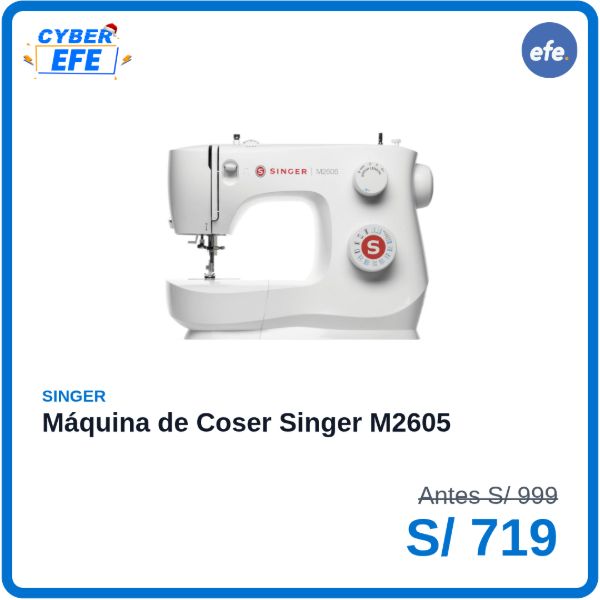 CYBER
EFE
efe.
S SINGER M2605
S
SINGER
Máquina de Coser Singer M2605
Antes S/ 999
S/ 719